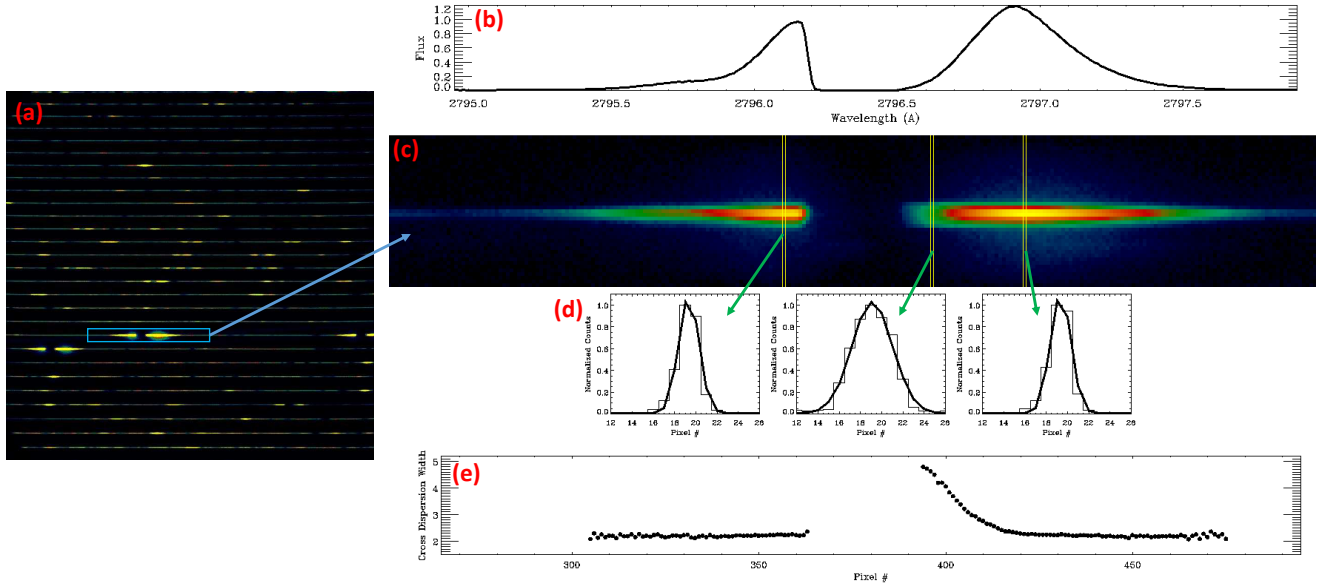 (a)
(b)
1.2
1.0
0.8
0.6
0.4
0.2
0.0
Flux
2795.0 2795.5 2796.0 2796.5 2797.0 2797.5
Wavelength (A)
(c)
(d)
1.0
0.8
0.6
0.4
0.2
0.0
Normalized Counts
12 14 16 18 20 22 24 26
Pixel #
1.0
0.8
0.6
0.4
0.2
0.0
Normalized Counts
12 14 16 18 20 22 24 26
Pixel #
1.0
0.8
0.6
0.4
0.2
0.0
Normalized Counts
12 14 16 18 20 22 24 26
Pixel #
(e)
5
4
3
2
Cross Dispersion Width
300 350 400 450
Pixel #